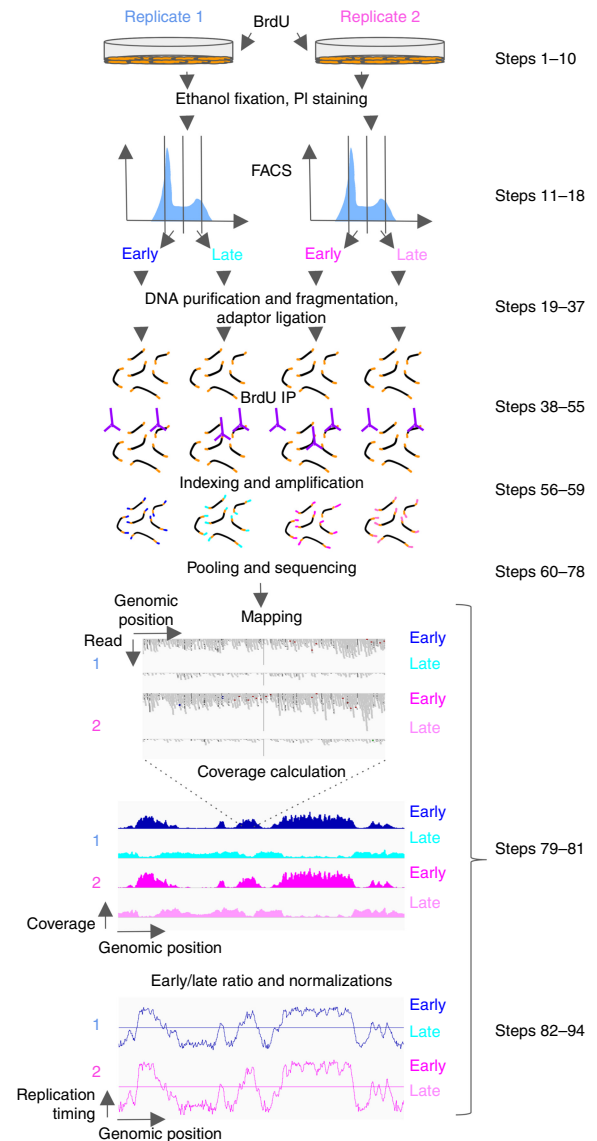 Replicate 1
BrdU
Replicate 2
Steps 1–10
Ethanol fixation, PI staining
FACS
Steps 11–18
Early
Late
Early
Late
DNA purification and fragmentation,
adaptor ligation
Steps 19–37
BrdU IP
Steps 38–55
Indexing and amplification
Steps 56–59
Pooling and sequencing
Steps 60–78
Genomic
position
Mapping
Read
Early
1
Late
Early
2
Late
Coverage calculation
Early
1
Late
2
Early
Late
Steps 79–81
Coverage
Genomic position
Early/late ratio and normalizations
Early
1
Late
Steps 82–94
2
Early
Late
Replication
timing
Genomic position